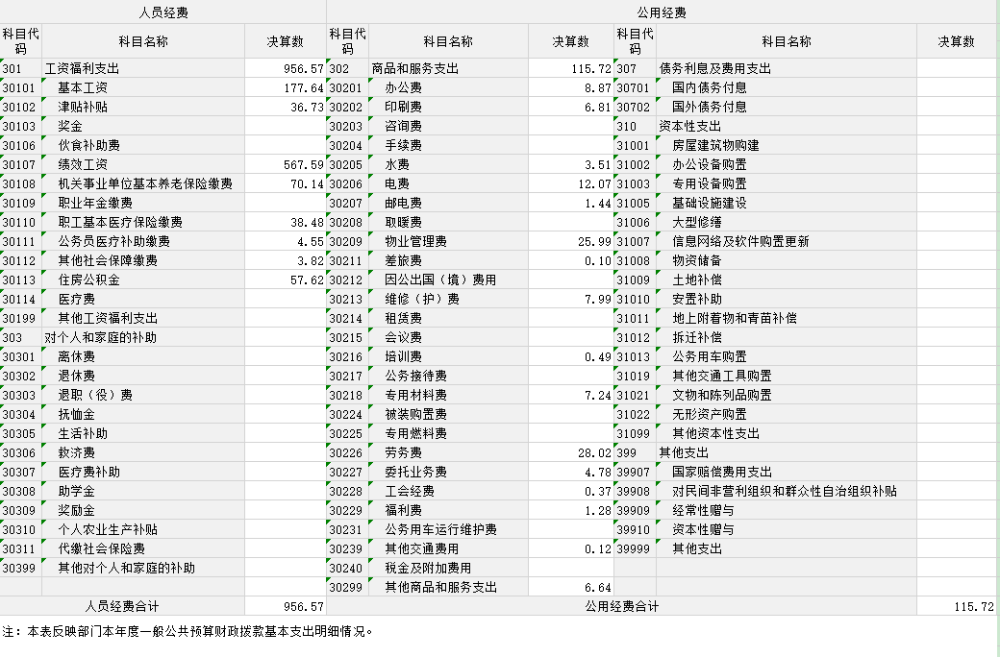 人员经费 公用经费
科目代码 科目名称 决算数 科目代码 科目名称 决算数 科目代码 科目名称 决算数
301 工资福利支出 956.57 302 商品和服务支出 115.72 307 债务利息及费用支出
30101 基本工资 177.64 30201 办公费 8.87 30701 国内债务付息
30102 津贴补贴 36.73 30202 印刷费 6.81 30702 国外债务付息
30103 奖金 30203 咨询费 310 资本性支出
30106 伙食补助费 30204 手续费 31001 房屋建筑物购建
30107 绩效工资 567.59 30205 水费 3.51 31002 办公设备购置
30108 机关事业单位基本养老保险缴费 70.14 30206 电费 12.07 31003 专用设备购置
30109 职业年金缴费 30207 邮电费 1.44 31005 基础设施建设
30110 职工基本医疗保险缴费 38.48 30208 取暖费 31006 大型修缮
30111 公务员医疗补助缴费 4.55 30209 物业管理费 25.99 31007 信息网络及软件购置更新
30112 其他社会保障缴费 3.82 30211 差旅费 0.10 31008 物资储备
30113 住房公积金 57.62 30212 因公出国（境）费用 31009 土地补偿
30114 医疗费 30213 维修（护）费 7.99 31010 安置补助
30199 其他工资福利支出 30214 租赁费 31011 地上附着物和青苗补偿
303 对个人和家庭的补助 30215 会议费 31012 拆迁补偿
30301 离休费 30216 培训费 0.49 31013 公务用车购置
30302 退休费 30217 公务接待费 31019 其他交通工具购置
30303 退职（役）费 30218 专用材料费 7.24 31021 文物和陈列品购置
30304 抚恤金 30224 被装购置费 31022 无形资产购置
30305 生活补助 30225 专用燃料费 31099 其他资本性支出
30306 救济费 30226 劳务费 28.02 399 其他支出
30307 医疗费补助 30227 委托业务费 4.78 39907 国家赔偿费用支出
30308 助学金 30228 工会经费 0.37 39908 对民间非营利组织和群众性自治组织补贴
30309 奖励金 30229 福利费 1.28 39909 经常性赠与
30310 个人农业生产补贴 30231 公务用车运行维护费 39910 资本性赠与
30311 代缴社会保险费 30239 其他交通费用 0.12 39999 其他支出
30399 其他对个人和家庭的补助 30240 税金及附加费用
30299 其他商品和服务支出 6.64
人员经费合计 956.57 公用经费合计 115.72
注：本表反映部门本年度一般公共预算财政拨款基本支出明细情况。